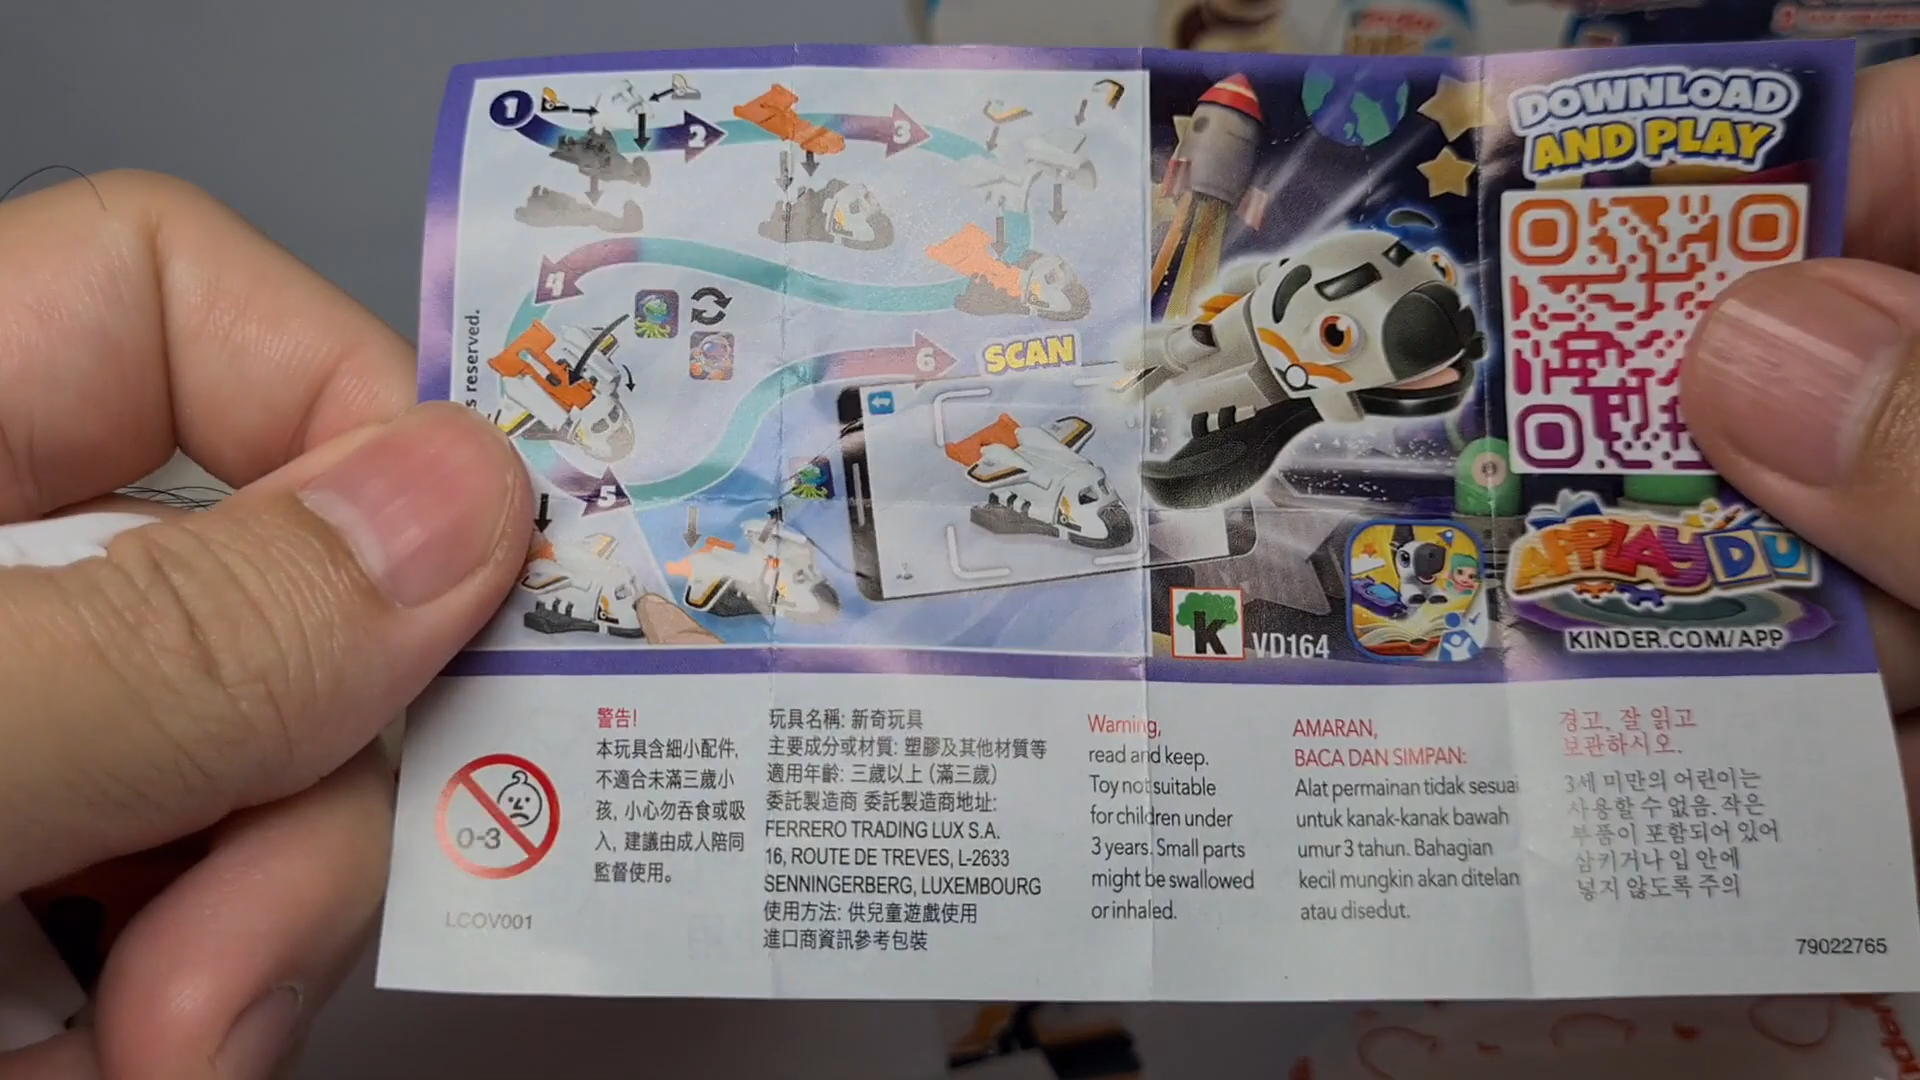 1
2
3
4
5
6
SCAN
s reserved.
DOWNLOAD
AND PLAY
APPLAYDU
KINDER.COM/APP
K
VD164
0-3
LCOV001
警告!
本玩具含細小配件,
不適合未滿三歲小
孩, 小心勿吞食或吸
入, 建議由成人陪同
監督使用。
玩具名稱: 新奇玩具
主要成分或材質: 塑膠及其他材質等
適用年齡: 三歲以上 (滿三歲)
委託製造商 委託製造商地址:
FERRERO TRADING LUX S.A.
16, ROUTE DE TREVES, L-2633
SENNINGERBERG, LUXEMBOURG
使用方法: 供兒童遊戲使用
進口商資訊參考包裝
Warning,
read and keep.
Toy not suitable
for children under
3 years. Small parts
might be swallowed
or inhaled.
AMARAN,
BACA DAN SIMPAN:
Alat permainan tidak sesuai
untuk kanak-kanak bawah
umur 3 tahun. Bahagian
kecil mungkin akan ditelan
atau disedut.
경고, 잘 읽고
보관하시오.
3세 미만의 어린이는
사용할 수 없음. 작은
부품이 포함되어 있어
삼키거나 입 안에
넣지 않도록 주의
79022765